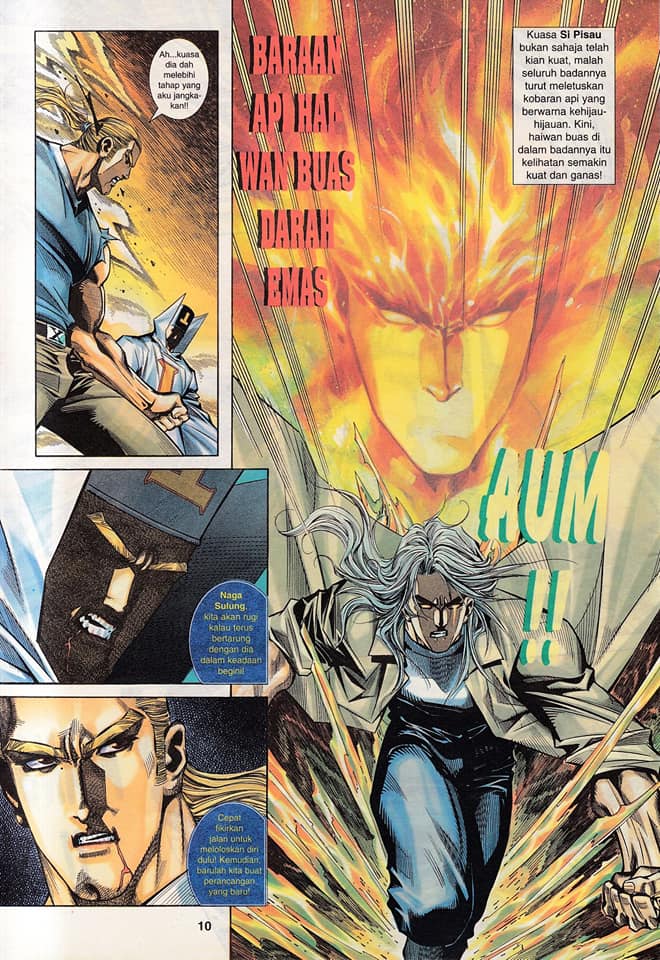 Ah...kuasa
dia dah
melebihi
tahap yang
aku jangka-
kan!!
BARAAN
API HAI
WAN BUAS
DARAH
EMAS
Kuasa Si Pisau
bukan sahaja telah
kian kuat, malah
seluruh badannya
turut meletuskan
kobaran api yang
berwarna kehijau-
hijauan. Kini,
haiwan buas di
dalam badannya itu
kelihatan semakin
kuat dan ganas!
AUM
!!
Naga
Sulung,
kita akan rugi
kalau terus
bertarung
dengan dia
dalam keadaan
begini!
Cepat
fikirkan
jalan untuk
meloloskan diri
dulu! Kemudian,
barulah kita buat
perancangan
yang baru!
10